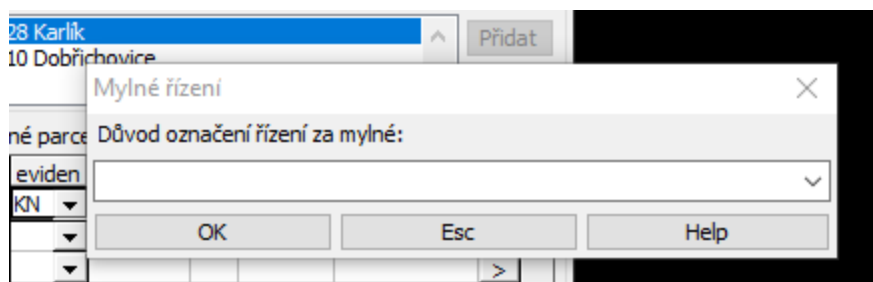 28 Karlík
Přidat
10 Dobřichovice
Mylné řízení
né parce
Důvod označení řízení za mylné:
eviden
KN
OK Esc Help
>